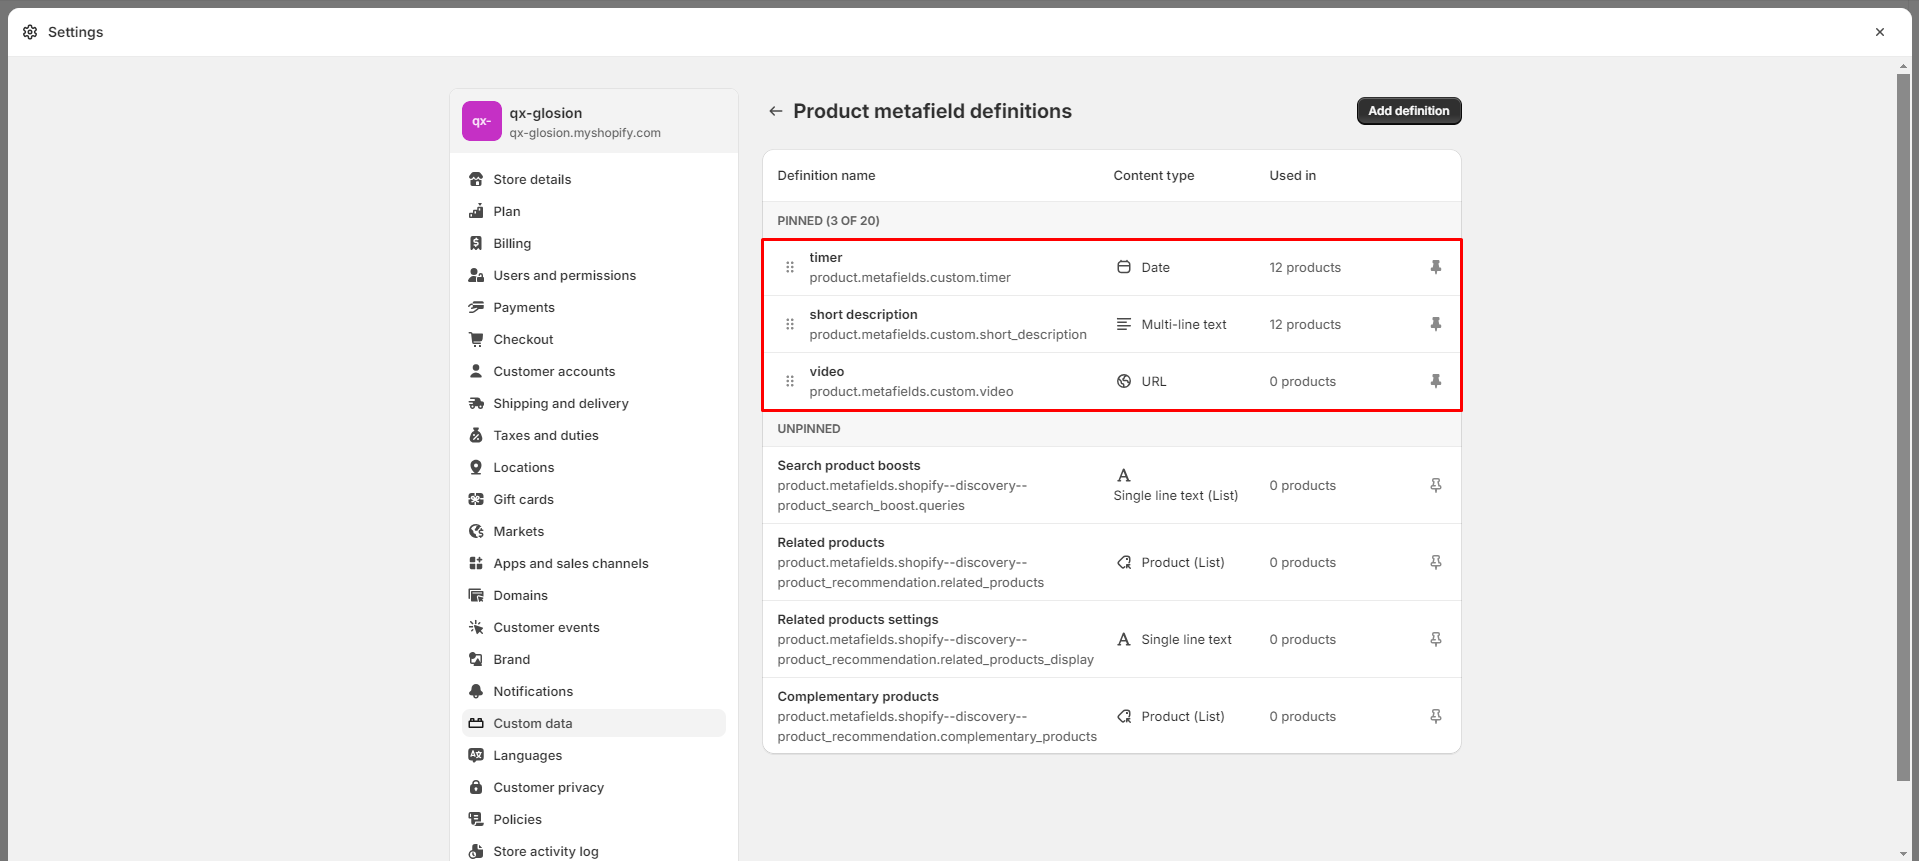 Settings
qx-
qx-glosion
qx-glosion.myshopify.com
Store details
Plan
Billing
Users and permissions
Payments
Checkout
Customer accounts
Shipping and delivery
Taxes and duties
Locations
Gift cards
Markets
Apps and sales channels
Domains
Customer events
Brand
Notifications
Custom data
Languages
Customer privacy
Policies
Store activity log
Product metafield definitions
Add definition
Definition name Content type Used in
PINNED (3 OF 20)
timer
product.metafields.custom.timer
Date
12 products
short description
product.metafields.custom.short_description
Multi-line text
12 products
video
product.metafields.custom.video
URL
0 products
UNPINNED
Search product boosts
product.metafields.shopify--discovery--
product_search_boost.queries
Single line text (List)
0 products
Related products
product.metafields.shopify--discovery--
product_recommendation.related_products
Product (List)
0 products
Related products settings
product.metafields.shopify--discovery--
product_recommendation.related_products_display
Single line text
0 products
Complementary products
product.metafields.shopify--discovery--
product_recommendation.complementary_products
Product (List)
0 products